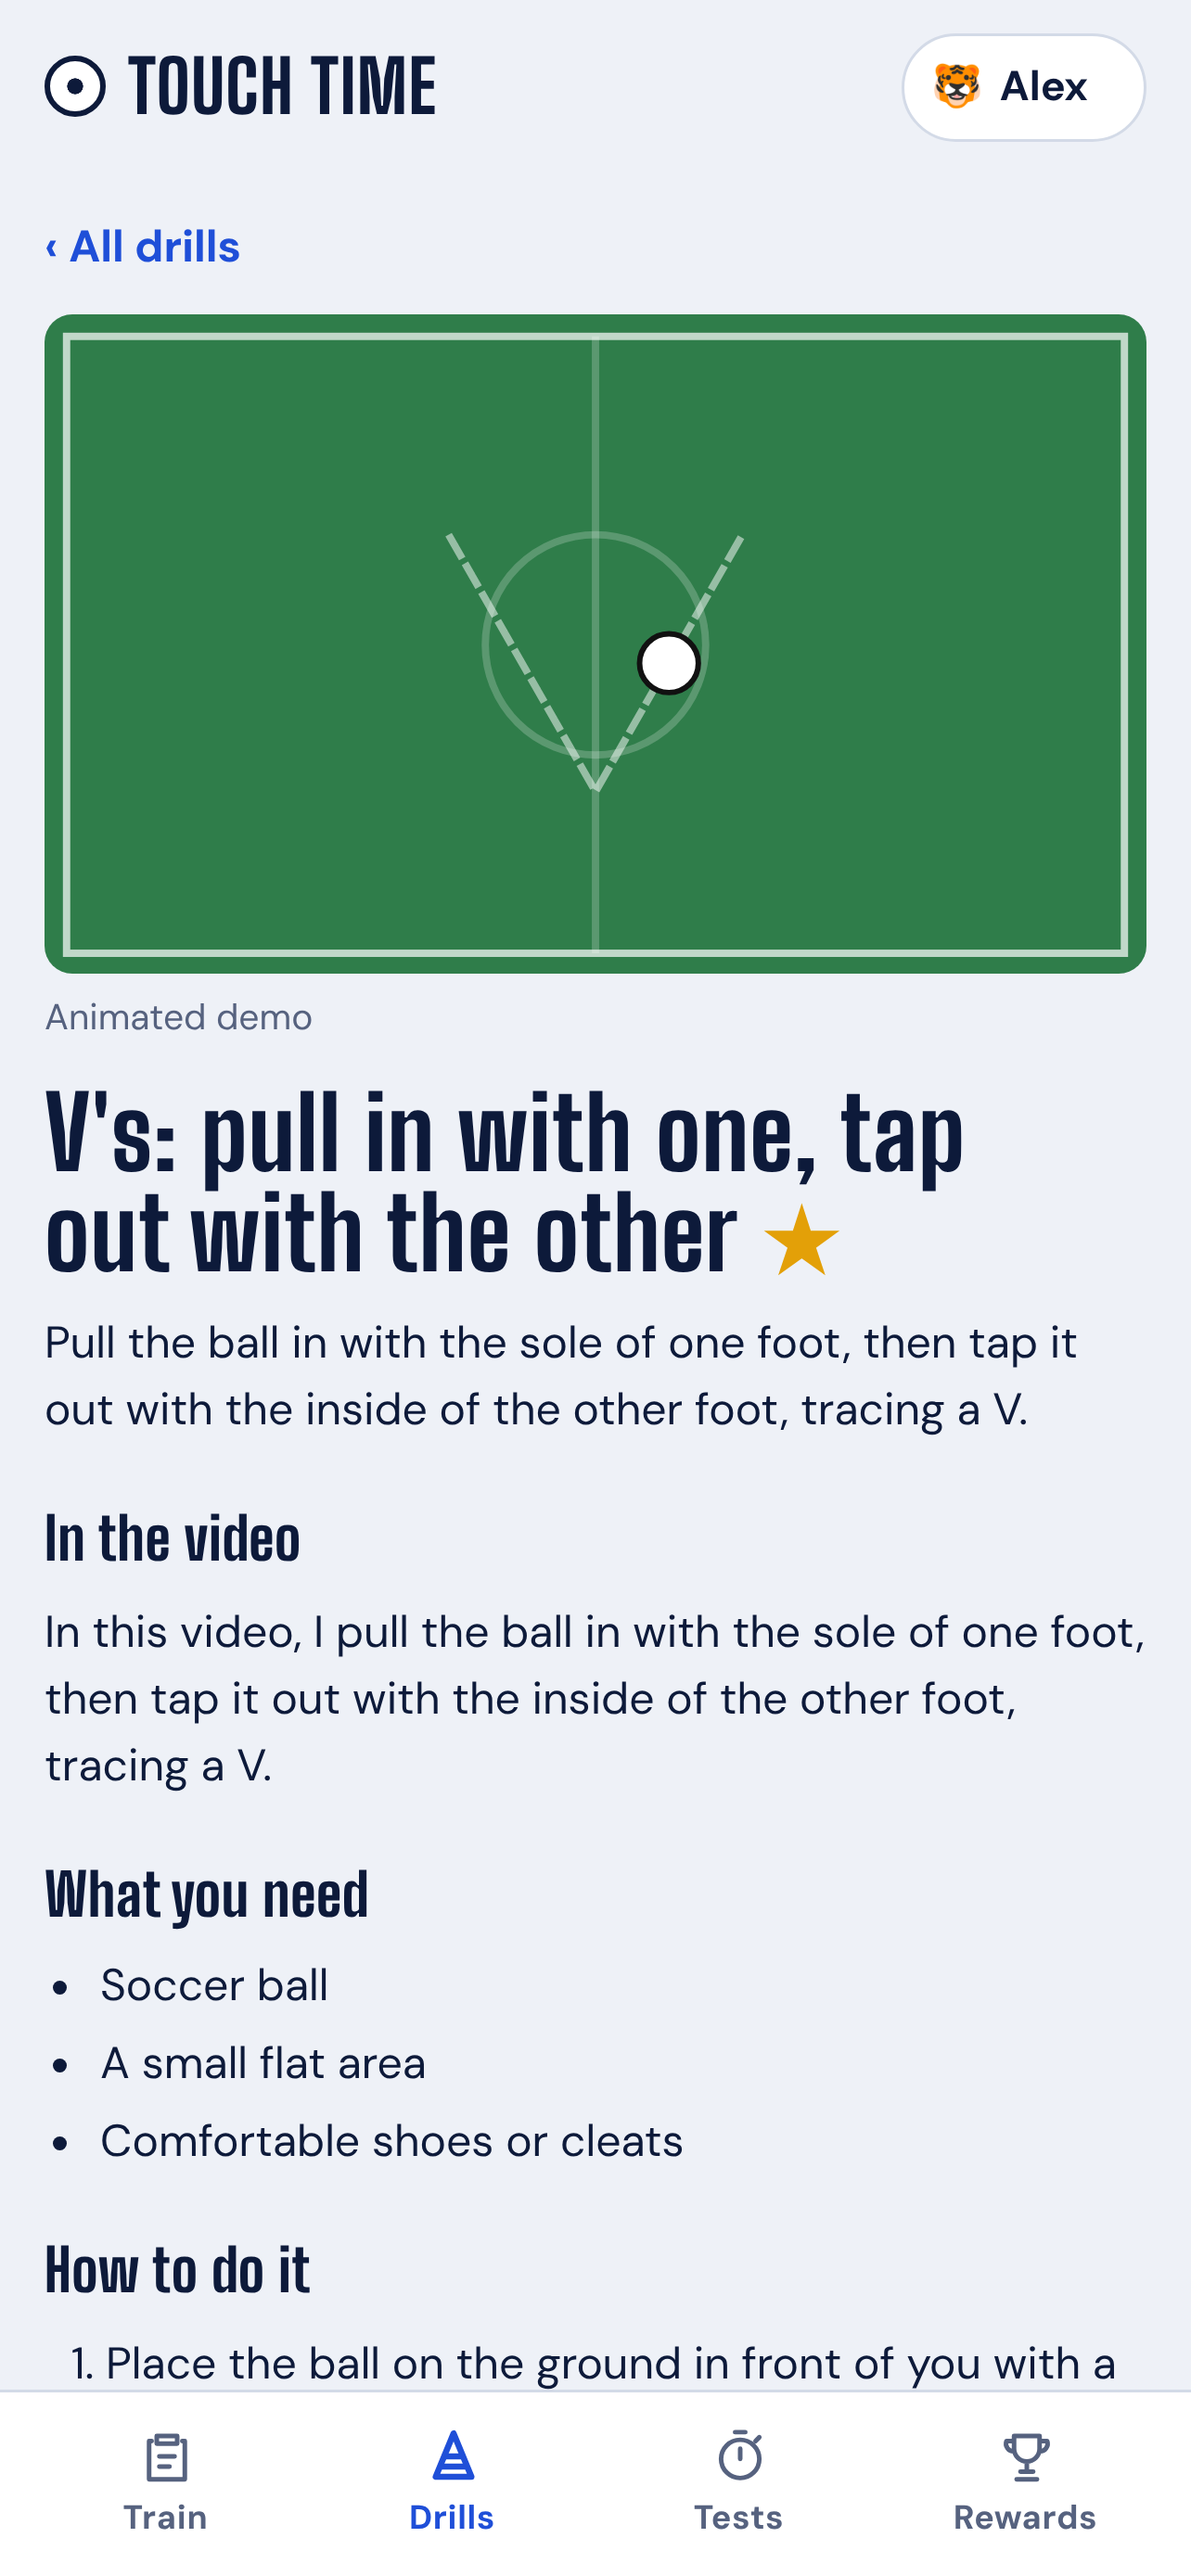 TOUCH TIME
🐯 Alex
‹ All drills
Animated demo
V's: pull in with one, tap
out with the other ★
Pull the ball in with the sole of one foot, then tap it
out with the inside of the other foot, tracing a V.
In the video
In this video, I pull the ball in with the sole of one foot,
then tap it out with the inside of the other foot,
tracing a V.
What you need
• Soccer ball
• A small flat area
• Comfortable shoes or cleats
How to do it
1. Place the ball on the ground in front of you with a
Train
Drills
Tests
Rewards